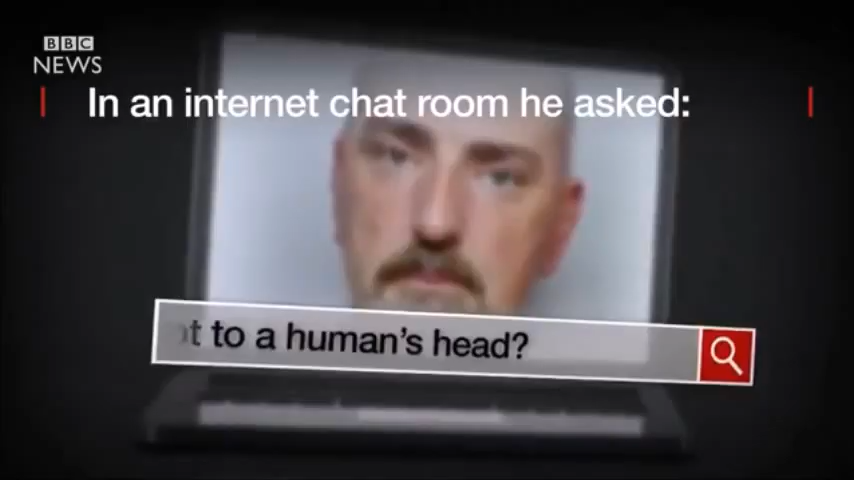 BBC
NEWS
In an internet chat room he asked:
t to a human's head?